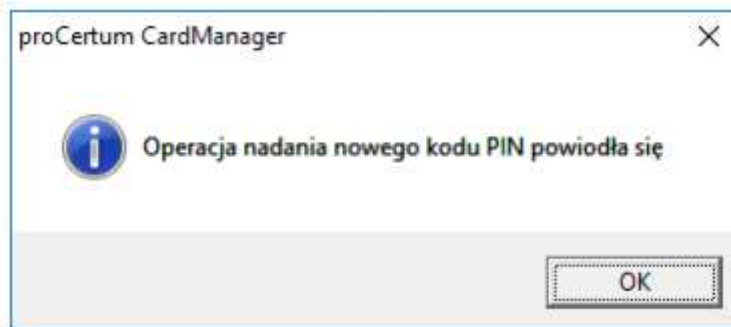 proCertum CardManager
Operacja nadania nowego kodu PIN powiodła się
OK